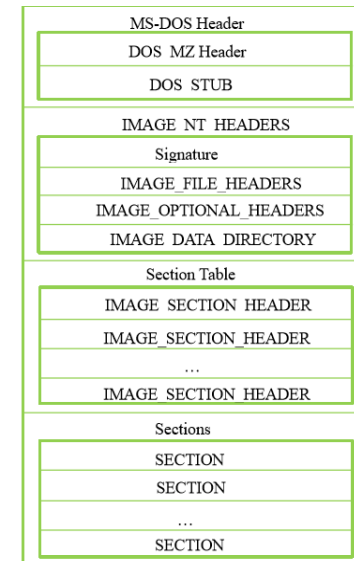 MS-DOS Header
DOS MZ Header
DOS STUB
IMAGE NT HEADERS
Signature
IMAGE_FILE_HEADERS
IMAGE_OPTIONAL_HEADERS
IMAGE DATA DIRECTORY
Section Table
IMAGE SECTION HEADER
IMAGE_SECTION_HEADER
…
IMAGE SECTION HEADER
Sections
SECTION
SECTION
…
SECTION